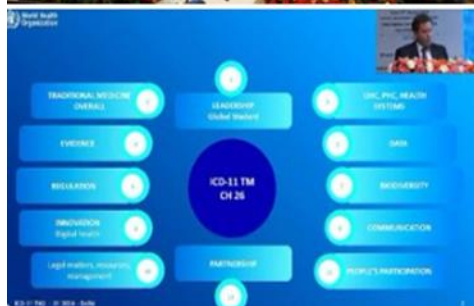 World Health
Organization
TRADITIONAL MEDICINE
OVERALL
LEADERSHIP
Global Standard
UHC, PHC, HEALTH
SYSTEMS
EVIDENCE
DATA
REGULATION
ICD-11 TM
CH 26
BIODIVERSITY
INNOVATION
Digital health
COMMUNICATION
Legal matters, resources,
management
PARTNERSHIP
PEOPLE'S PARTICIPATION